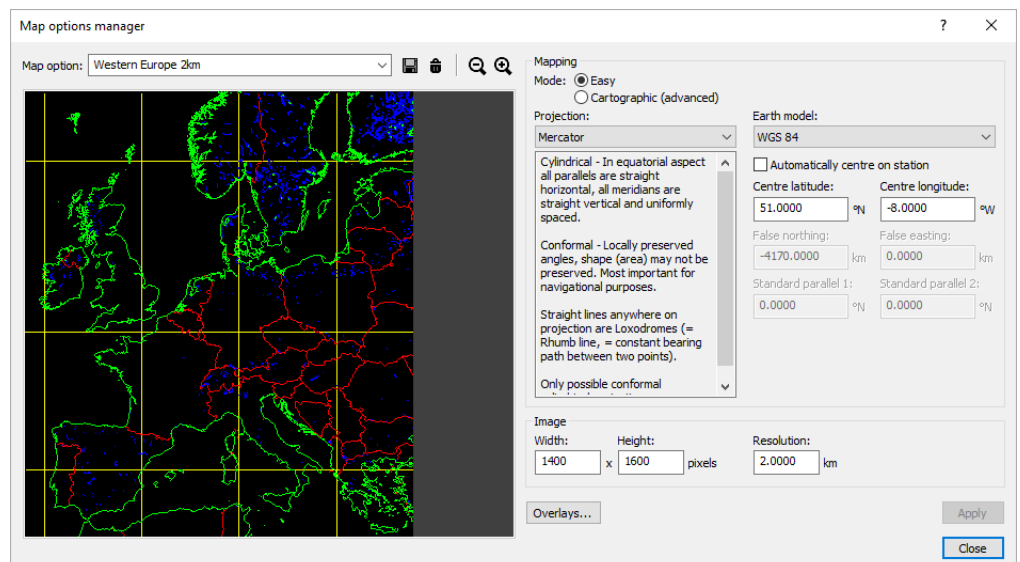 Map options manager
?
Map option: Western Europe 2km
Mapping
Mode: Easy
Cartographic (advanced)
Projection:
Mercator
Cylindrical - In equatorial aspect
all parallels are straight
horizontal, all meridians are
straight vertical and uniformly
spaced.
Conformal - Locally preserved
angles, shape (area) may not be
preserved. Most important for
navigational purposes.
Straight lines anywhere on
projection are Loxodromes (=
Rhumb line, = constant bearing
path between two points).
Only possible conformal
Earth model:
WGS 84
Automatically centre on station
Centre latitude: Centre longitude:
51.0000 ºN -8.0000 ºW
False northing: False easting:
-4170.0000 km 0.0000 km
Standard parallel 1: Standard parallel 2:
0.0000 ºN 0.0000 ºN
Image
Width: Height: Resolution:
1400 x 1600 pixels 2.0000 km
Overlays... Apply
Close